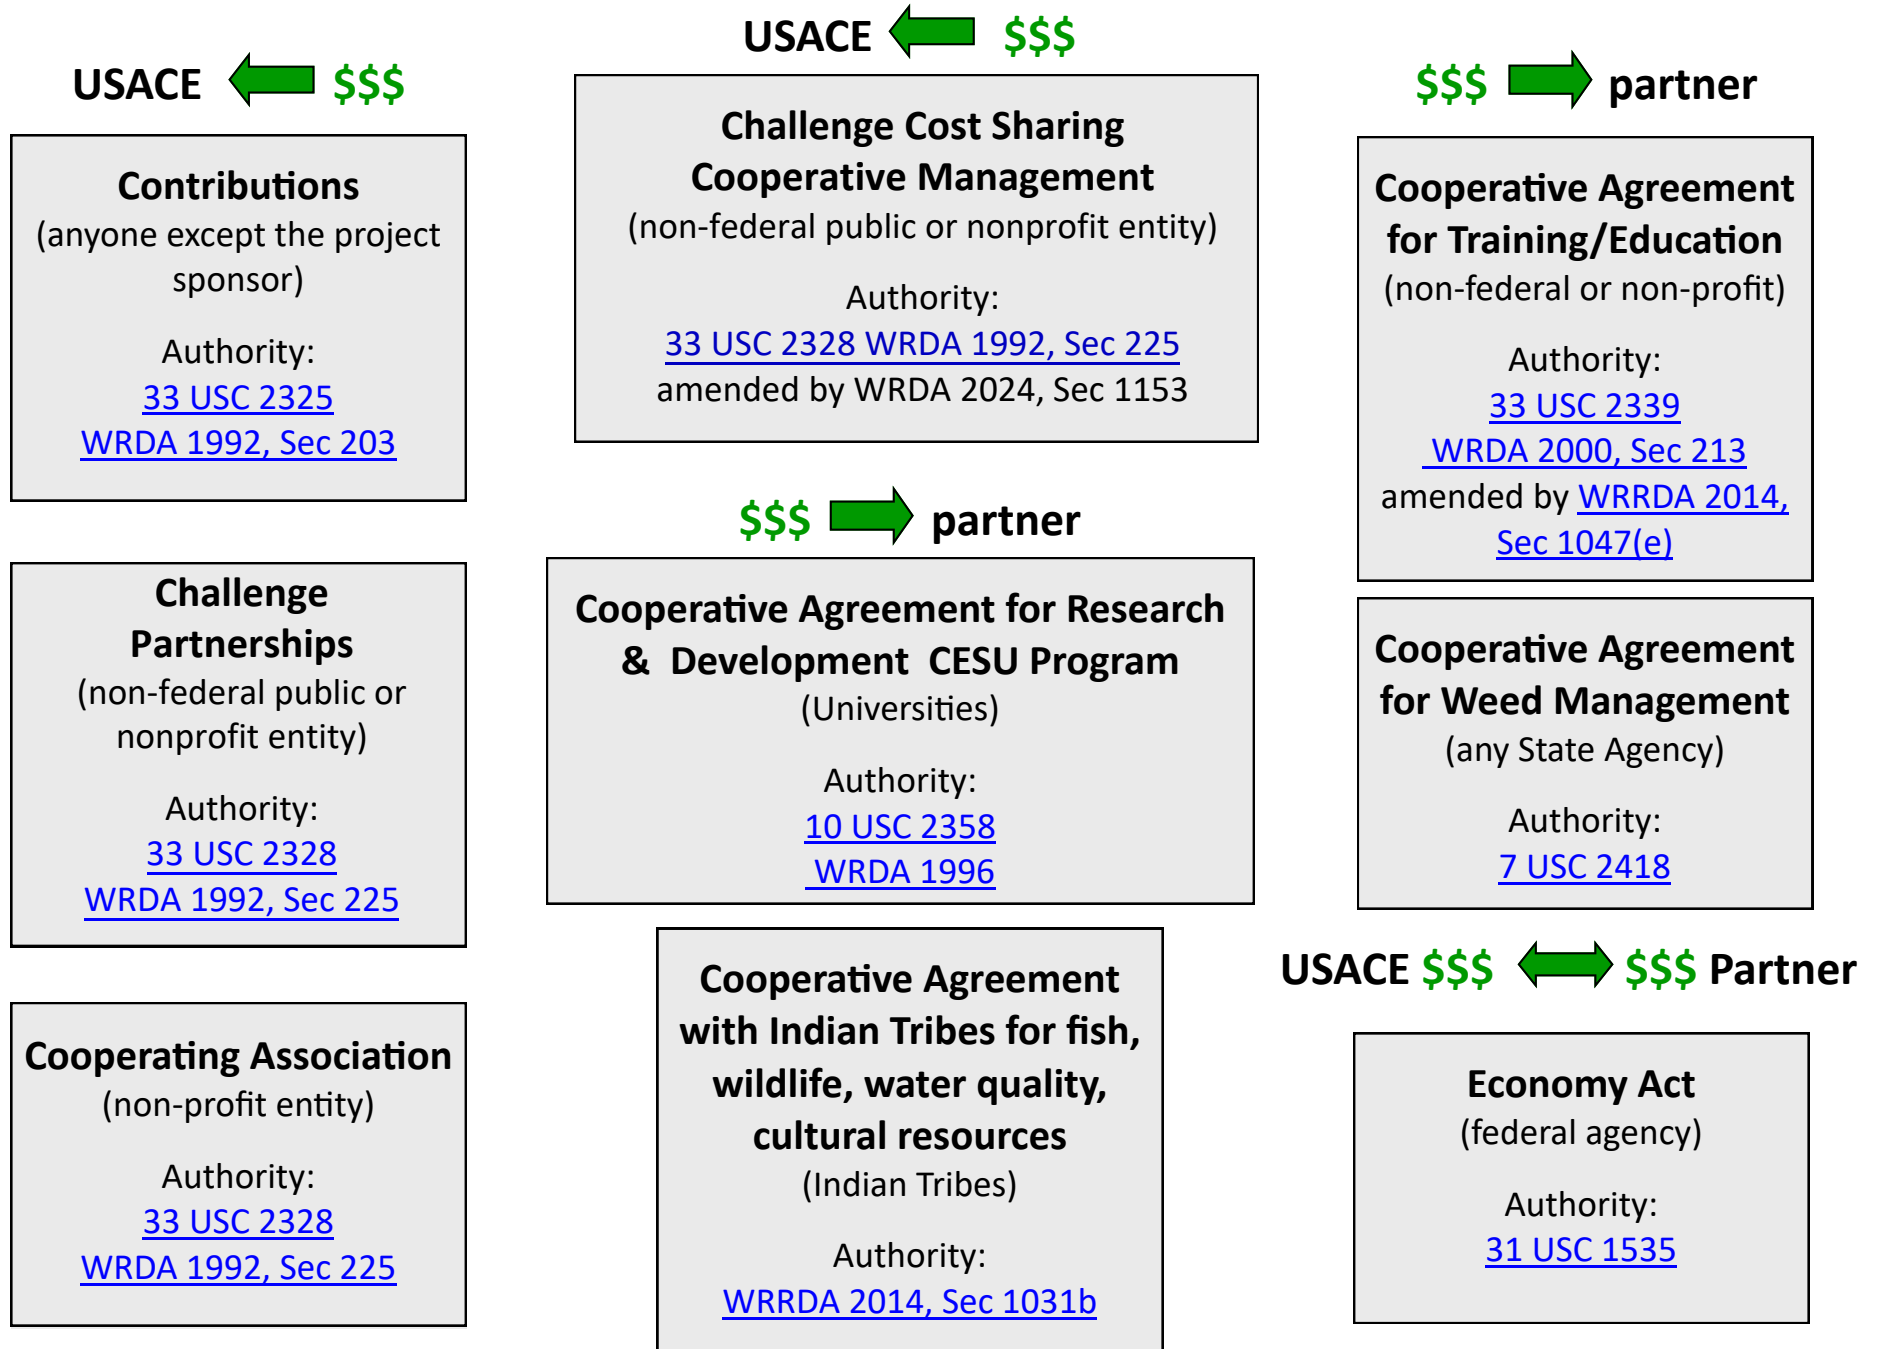 USACE $$$
Contributions
(anyone except the project
sponsor)
Authority:
33 USC 2325
WRDA 1992, Sec 203
Challenge
Partnerships
(non-federal public or
nonprofit entity)
Authority:
33 USC 2328
WRDA 1992, Sec 225
Cooperating Association
(non-profit entity)
Authority:
33 USC 2328
WRDA 1992, Sec 225
USACE $$$
Challenge Cost Sharing
Cooperative Management
(non-federal public or nonprofit entity)
Authority:
33 USC 2328 WRDA 1992, Sec 225
amended by WRDA 2024, Sec 1153
$$$ partner
Cooperative Agreement for Research
& Development CESU Program
(Universities)
Authority:
10 USC 2358
WRDA 1996
Cooperative Agreement
with Indian Tribes for fish,
wildlife, water quality,
cultural resources
(Indian Tribes)
Authority:
WRRDA 2014, Sec 1031b
$$$ partner
Cooperative Agreement
for Training/Education
(non-federal or non-profit)
Authority:
33 USC 2339
WRDA 2000, Sec 213
amended by WRRDA 2014,
Sec 1047(e)
Cooperative Agreement
for Weed Management
(any State Agency)
Authority:
7 USC 2418
USACE $$$ $$$ Partner
Economy Act
(federal agency)
Authority:
31 USC 1535